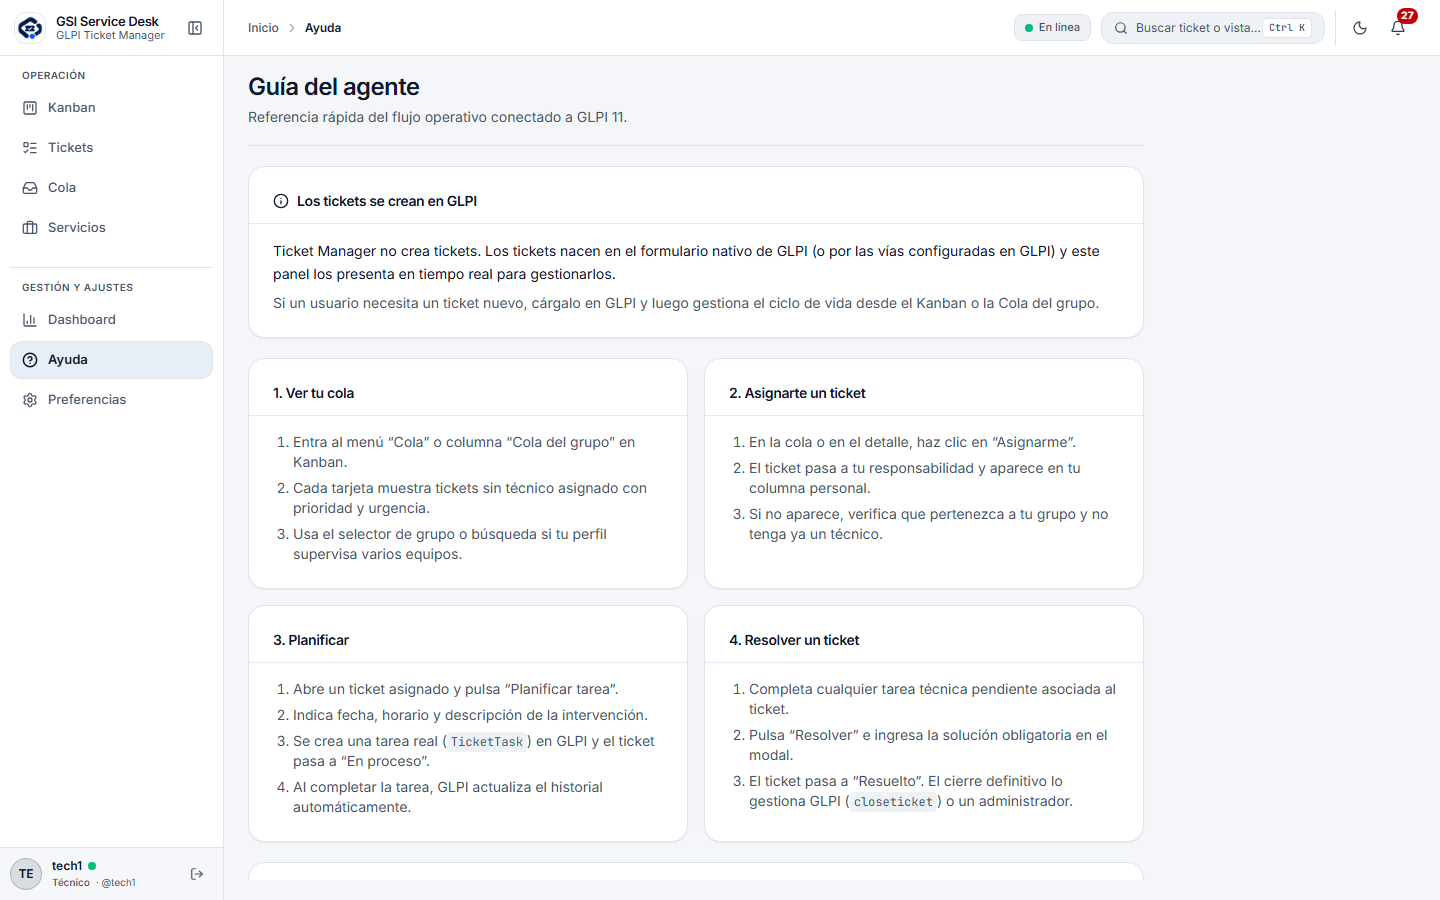 GSI Service Desk
GLPI Ticket Manager
OPERACIÓN
Kanban
Tickets
Cola
Servicios
GESTIÓN Y AJUSTES
Dashboard
Ayuda
Preferencias
TE
tech1
Técnico · @tech1
Inicio > Ayuda
En línea
Buscar ticket o vista... Ctrl K
27
Guía del agente
Referencia rápida del flujo operativo conectado a GLPI 11.
Los tickets se crean en GLPI
Ticket Manager no crea tickets. Los tickets nacen en el formulario nativo de GLPI (o por las vías configuradas en GLPI) y este
panel los presenta en tiempo real para gestionarlos.
Si un usuario necesita un ticket nuevo, cárgalo en GLPI y luego gestiona el ciclo de vida desde el Kanban o la Cola del grupo.
1. Ver tu cola
1. Entra al menú “Cola” o columna “Cola del grupo” en
Kanban.
2. Cada tarjeta muestra tickets sin técnico asignado con
prioridad y urgencia.
3. Usa el selector de grupo o búsqueda si tu perfil
supervisa varios equipos.
2. Asignarte un ticket
1. En la cola o en el detalle, haz clic en “Asignarme”.
2. El ticket pasa a tu responsabilidad y aparece en tu
columna personal.
3. Si no aparece, verifica que pertenezca a tu grupo y no
tenga ya un técnico.
3. Planificar
1. Abre un ticket asignado y pulsa “Planificar tarea”.
2. Indica fecha, horario y descripción de la intervención.
3. Se crea una tarea real (TicketTask) en GLPI y el ticket
pasa a “En proceso”.
4. Al completar la tarea, GLPI actualiza el historial
automáticamente.
4. Resolver un ticket
1. Completa cualquier tarea técnica pendiente asociada al
ticket.
2. Pulsa “Resolver” e ingresa la solución obligatoria en el
modal.
3. El ticket pasa a “Resuelto”. El cierre definitivo lo
gestiona GLPI (closeticket) o un administrador.